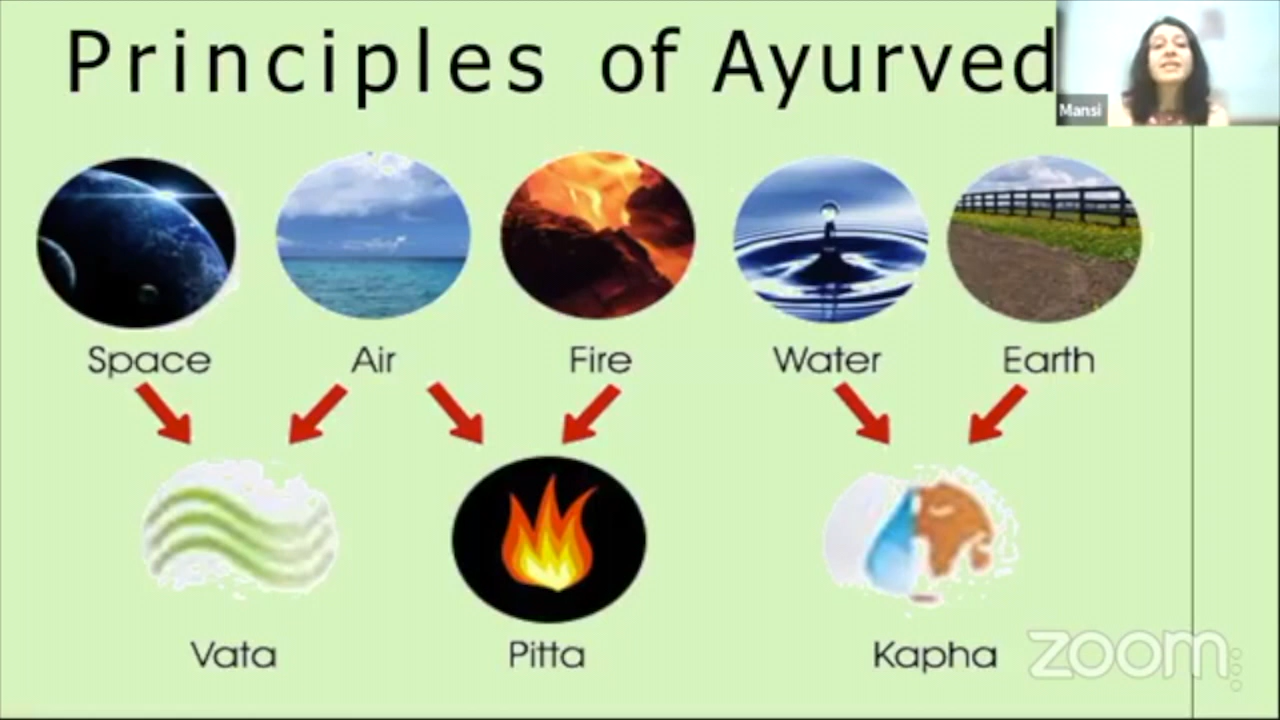 Principles of Ayurved
Mansi
Space Air Fire Water Earth
Vata Pitta Kapha
zoom